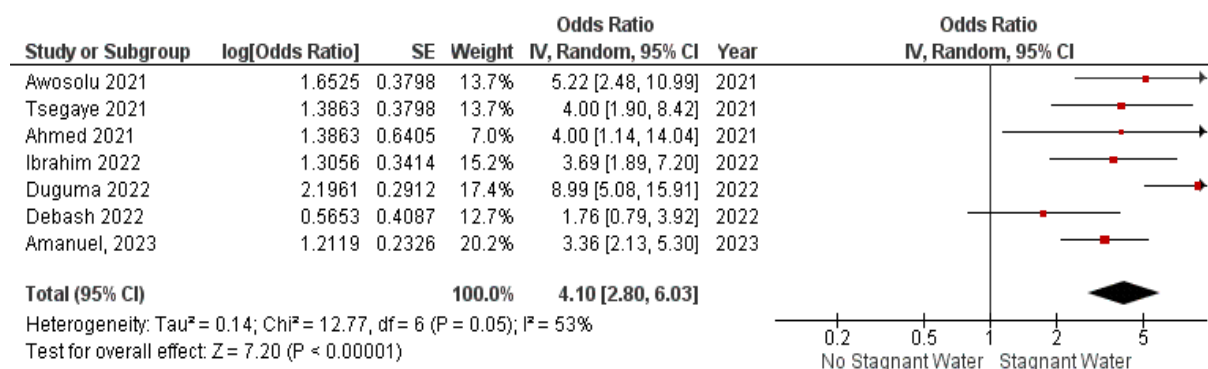 Odds Ratio Odds Ratio
Study or Subgroup log[Odds Ratio] SE Weight IV, Random, 95% CI Year IV, Random, 95% CI
Awosolu 2021 1.6525 0.3798 13.7% 5.22 [2.48, 10.99] 2021
Tsegaye 2021 1.3863 0.3798 13.7% 4.00 [1.90, 8.42] 2021
Ahmed 2021 1.3863 0.6405 7.0% 4.00 [1.14, 14.04] 2021
Ibrahim 2022 1.3056 0.3414 15.2% 3.69 [1.89, 7.20] 2022
Duguma 2022 2.1961 0.2912 17.4% 8.99 [5.08, 15.91] 2022
Debash 2022 0.5653 0.4087 12.7% 1.76 [0.79, 3.92] 2022
Amanuel, 2023 1.2119 0.2326 20.2% 3.36 [2.13, 5.30] 2023
Total (95% CI) 100.0% 4.10 [2.80, 6.03]
Heterogeneity: Tau² = 0.14; Chi² = 12.77, df = 6 (P = 0.05); I² = 53%
Test for overall effect: Z = 7.20 (P < 0.00001)
0.2 0.5 1 2 5
No Stagnant Water Stagnant Water